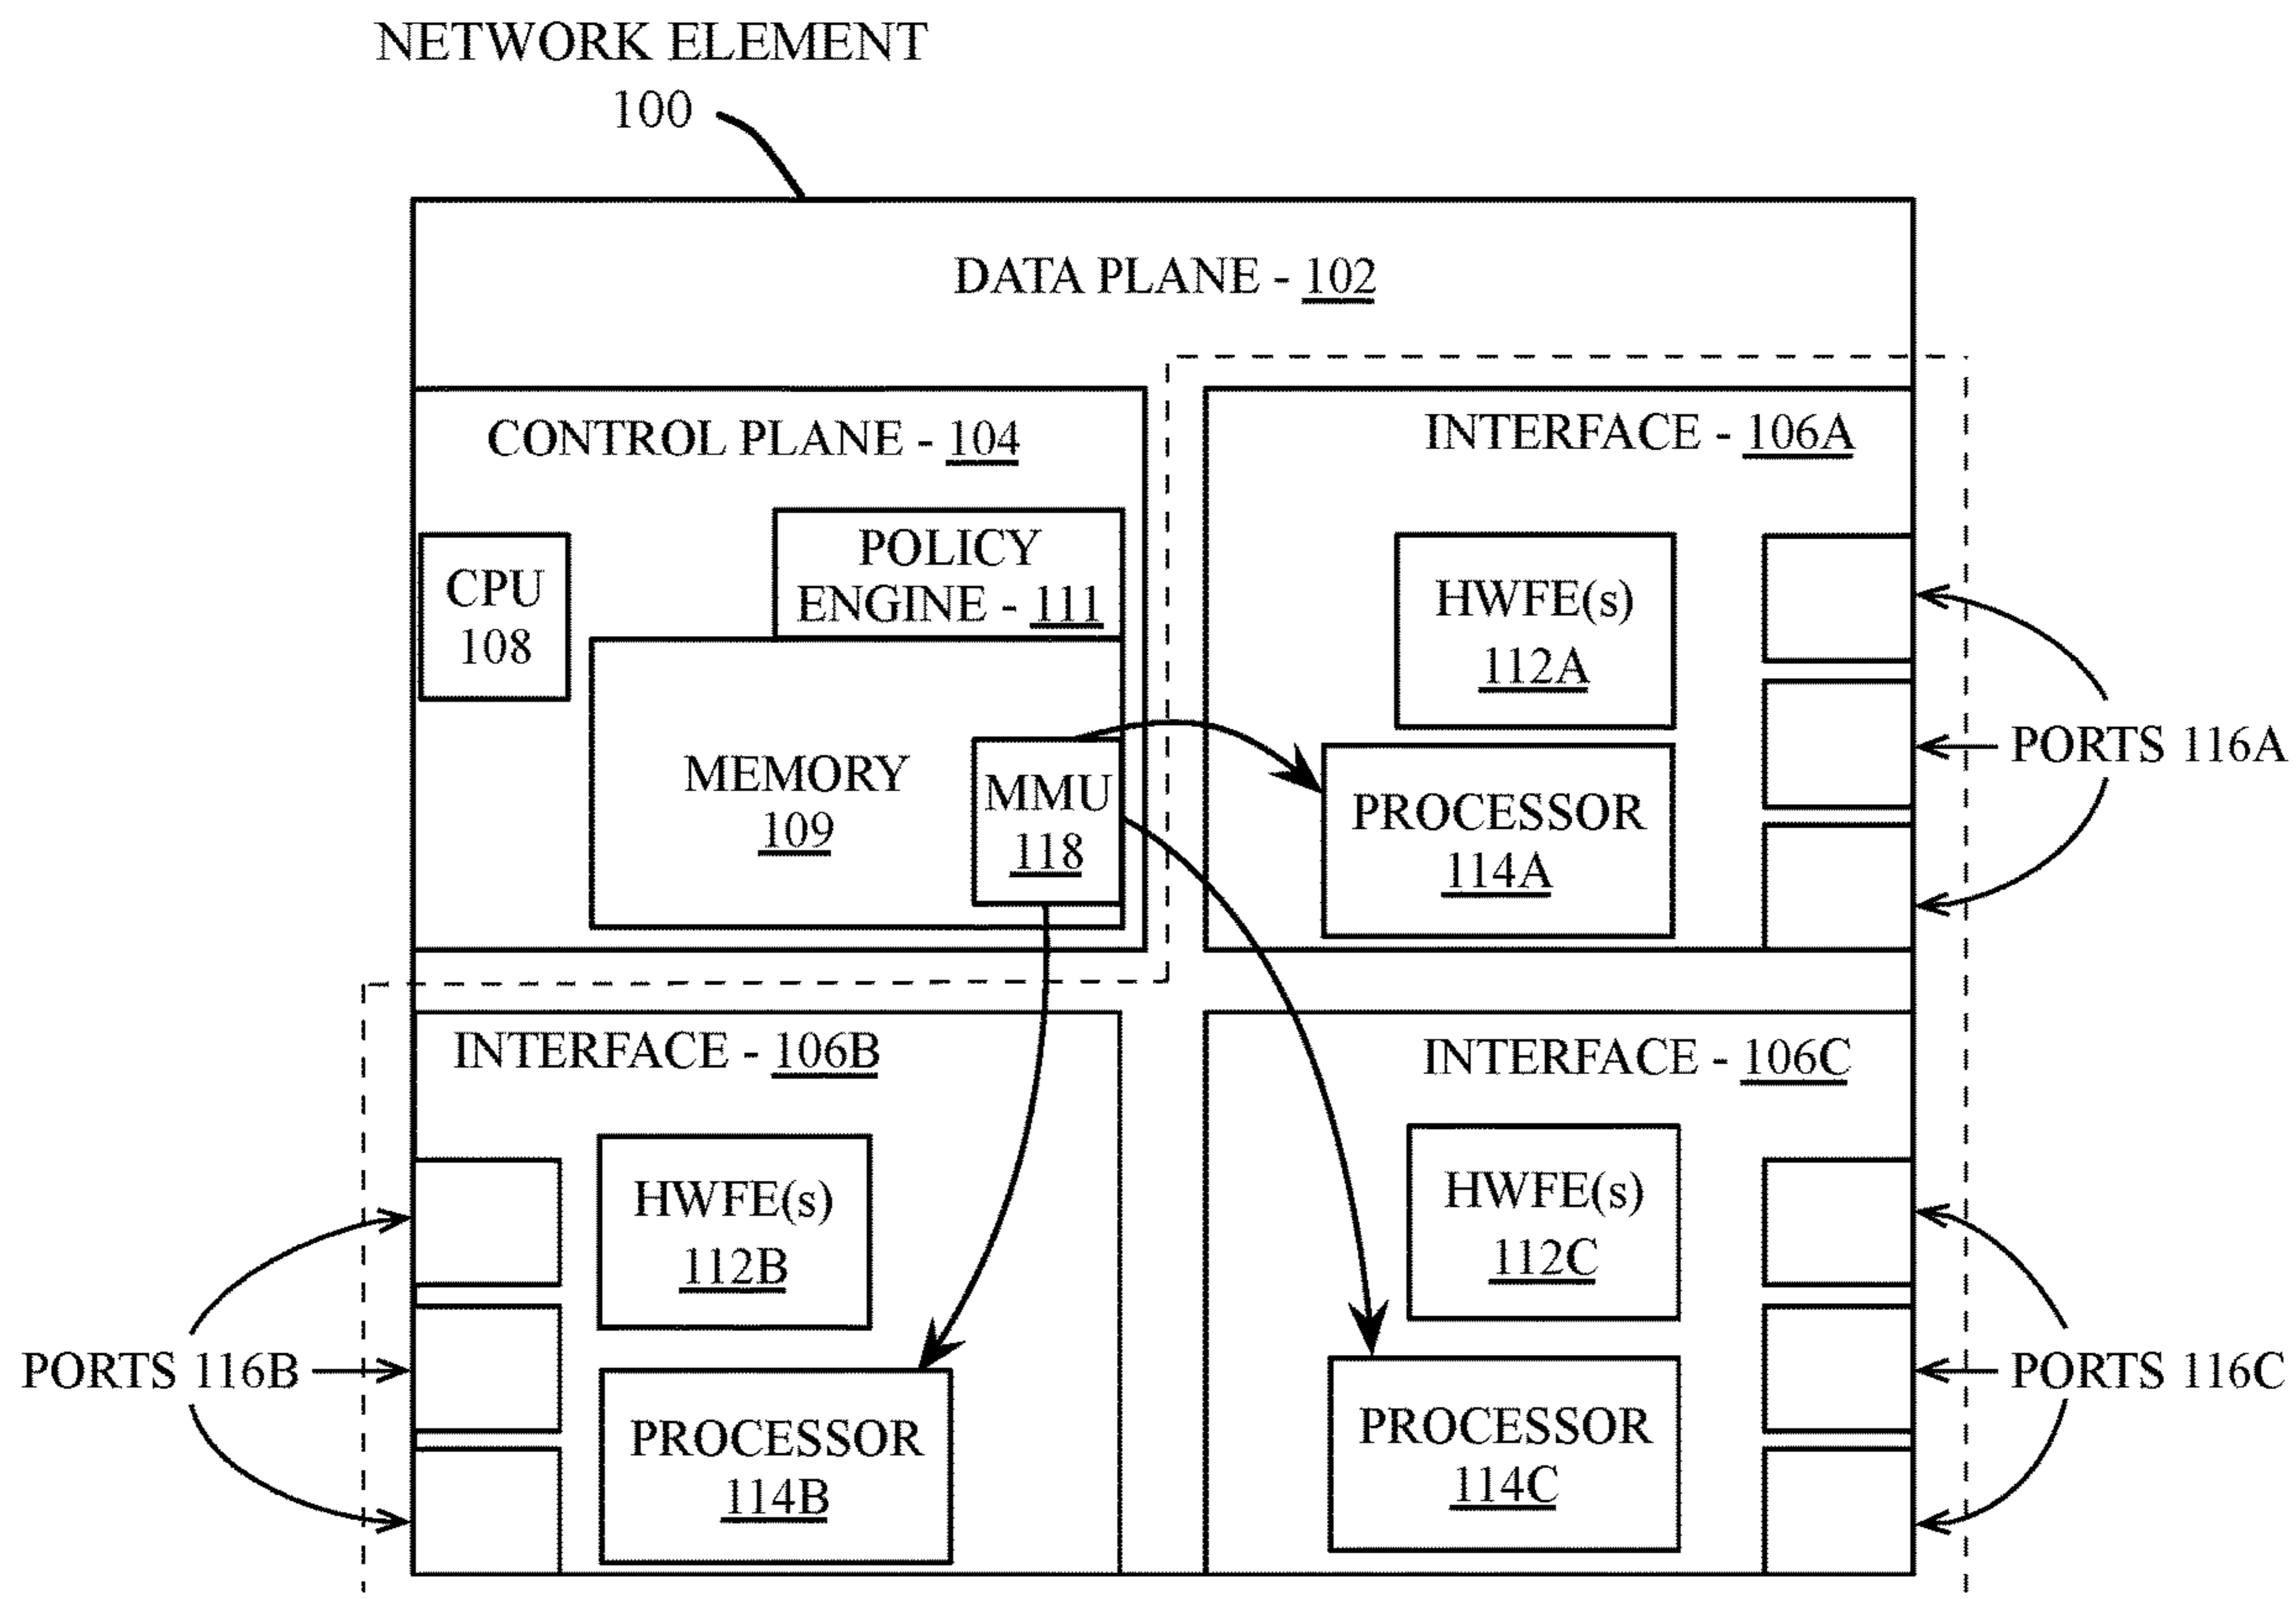 NETWORK ELEMENT
100
DATA PLANE - 102
CONTROL PLANE - 104
CPU
108
POLICY
ENGINE - 111
MEMORY
109
MMU
118
INTERFACE - 106A
HWFE(s)
112A
PROCESSOR
114A
PORTS 116A
INTERFACE - 106B
HWFE(s)
112B
PROCESSOR
114B
PORTS 116B
INTERFACE - 106C
HWFE(s)
112C
PROCESSOR
114C
PORTS 116C